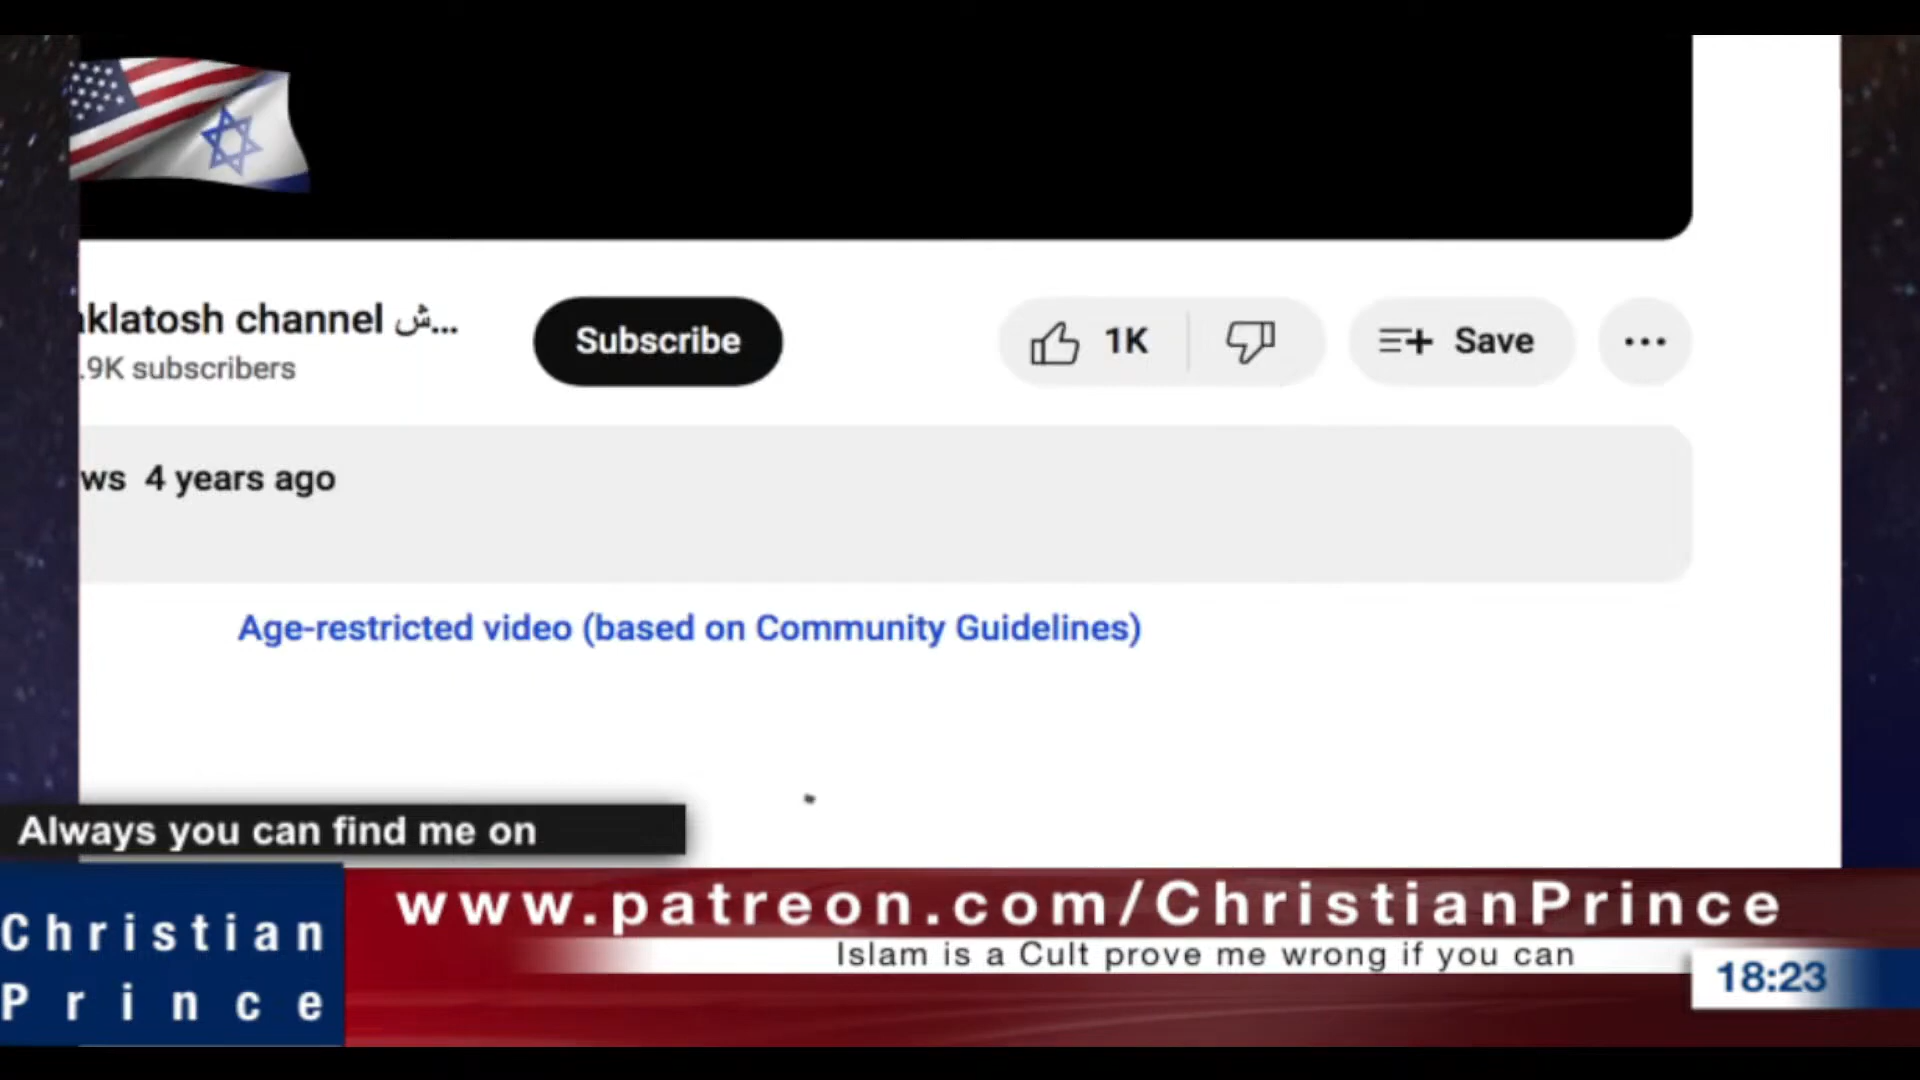 klatosh channel ش...
.9K subscribers
Subscribe
1K
Save
ws 4 years ago
Age-restricted video (based on Community Guidelines)
Always you can find me on
Christian
Prince
www.patreon.com/ChristianPrince
Islam is a Cult prove me wrong if you can
18:23